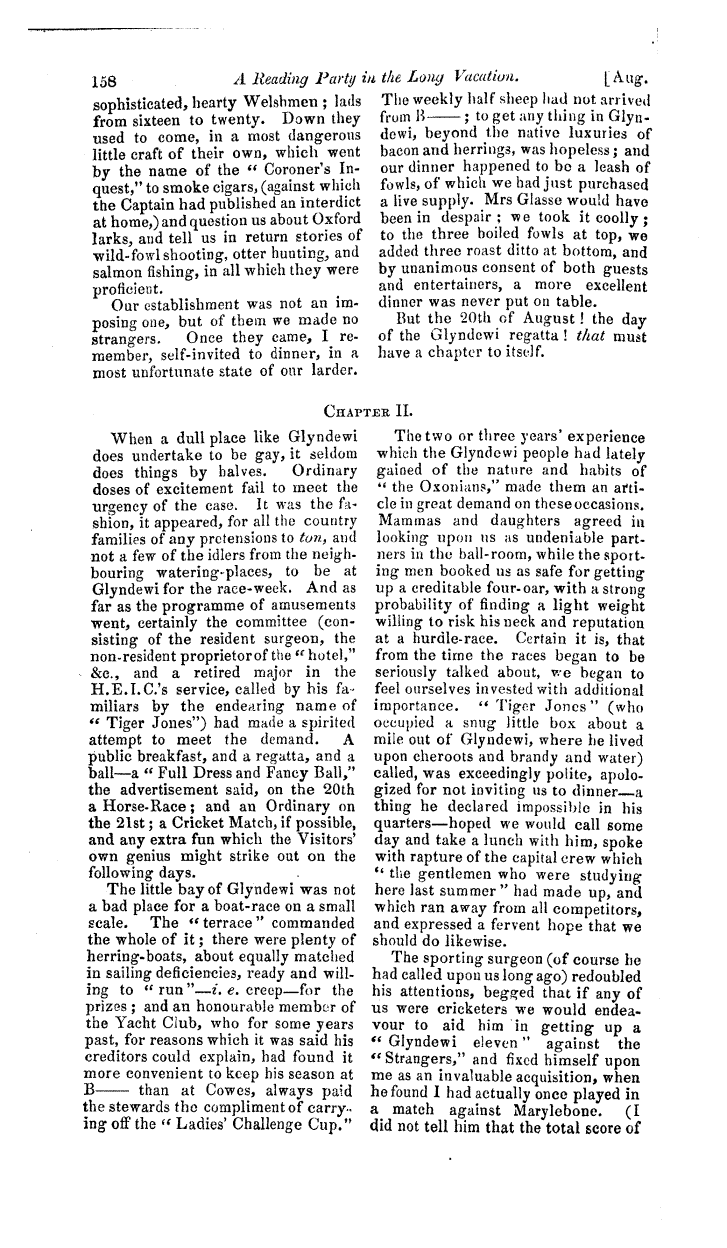 158 A Reading Party in the Long Vacation. [Aug.
sophisticated, hearty Welshmen ; lads
from sixteen to twenty. Down they
used to come, in a most dangerous
little craft of their own, which went
by the name of the “ Coroner's In-
quest,” to smoke cigars, (against which
the Captain had published an interdict
at home,) and question us about Oxford
larks, and tell us in return stories of
wild-fowl shooting, otter hunting, and
salmon fishing, in all which they were
proficient.
Our establishment was not an im-
posing one, but of them we made no
strangers. Once they came, I re-
member, self-invited to dinner, in a
most unfortunate state of our larder.
The weekly half sheep had not arrived
from B—— ; to get any thing in Glyn-
dewi, beyond the native luxuries of
bacon and herrings, was hopeless ; and
our dinner happened to be a leash of
fowls, of which we had just purchased
a live supply. Mrs Glasse would have
been in despair ; we took it coolly ;
to the three boiled fowls at top, we
added three roast ditto at bottom, and
by unanimous consent of both guests
and entertainers, a more excellent
dinner was never put on table.
But the 20th of August ! the day
of the Glyndewi regatta ! that must
have a chapter to itself.
CHAPTER II.
When a dull place like Glyndewi
does undertake to be gay, it seldom
does things by halves. Ordinary
doses of excitement fail to meet the
urgency of the case. It was the fa-
shion, it appeared, for all the country
families of any pretensions to ton, and
not a few of the idlers from the neigh-
bouring watering-places, to be at
Glyndewi for the race-week. And as
far as the programme of amusements
went, certainly the committee (con-
sisting of the resident surgeon, the
non-resident proprietor of the “ hotel,”
&c., and a retired major in the
H.E.I.C.'s service, called by his fa-
miliars by the endearing name of
“ Tiger Jones”) had made a spirited
attempt to meet the demand. A
public breakfast, and a regatta, and a
ball—a “ Full Dress and Fancy Ball,”
the advertisement said, on the 20th
a Horse-Race ; and an Ordinary on
the 21st ; a Cricket Match, if possible,
and any extra fun which the Visitors'
own genius might strike out on the
following days.
The little bay of Glyndewi was not
a bad place for a boat-race on a small
scale. The “ terrace ” commanded
the whole of it ; there were plenty of
herring-boats, about equally matched
in sailing deficiencies, ready and will-
ing to “ run ”—i. e. creep—for the
prizes ; and an honourable member of
the Yacht Club, who for some years
past, for reasons which it was said his
creditors could explain, had found it
more convenient to keep his season at
B—— than at Cowes, always paid
the stewards the compliment of carry-
ing off the “ Ladies' Challenge Cup.”
The two or three years' experience
which the Glyndewi people had lately
gained of the nature and habits of
“ the Oxonians,” made them an arti-
cle in great demand on these occasions.
Mammas and daughters agreed in
looking upon us as undeniable part-
ners in the ball-room, while the sport-
ing men booked us as safe for getting
up a creditable four-oar, with a strong
probability of finding a light weight
willing to risk his neck and reputation
at a hurdle-race. Certain it is, that
from the time the races began to be
seriously talked about, we began to
feel ourselves invested with additional
importance. “ Tiger Jones ” (who
occupied a snug little box about a
mile out of Glyndewi, where he lived
upon cheroots and brandy and water)
called, was exceedingly polite, apolo-
gized for not inviting us to dinner—a
thing he declared impossible in his
quarters—hoped we would call some
day and take a lunch with him, spoke
with rapture of the capital crew which
“ the gentlemen who were studying
here last summer ” had made up, and
which ran away from all competitors,
and expressed a fervent hope that we
should do likewise.
The sporting surgeon (of course he
had called upon us long ago) redoubled
his attentions, begged that if any of
us were cricketers we would endea-
vour to aid him in getting up a
“ Glyndewi eleven ” against the
“ Strangers,” and fixed himself upon
me as an invaluable acquisition, when
he found I had actually once played in
a match against Marylebone. (I
did not tell him that the total score of